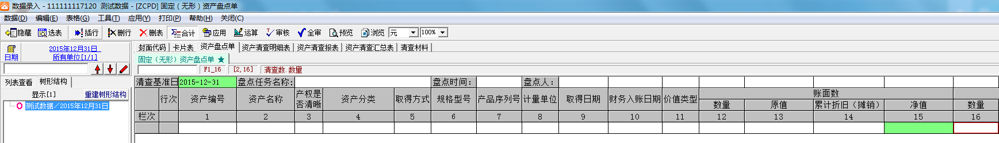 数据录入 - 111111117120  测试数据 - [ZCPD] 固定（无形）资产盘点单
数据(D) 编辑(E) 表格(G) 工具(T) 应用(Y) 打印(P) 帮助(H) 关闭(C)
隐藏 选表 插行 删行 删表 合计 应用 运算 审核 全审 预览 浏览 元 100%
日期 2015年12月31日
所有单位[1/1]
列表查看 树形结构
显示[1] 重建树形结构
测试数据／2015年12月31日
封面代码 卡片表 资产盘点单 资产清查明细表 资产清查报表 资产清查汇总表 清查材料
固定（无形）资产盘点单 ★
F1_16 [2,16] 清查数.数量
清查基准日 2015-12-31 盘点任务名称： 盘点时间： 盘点人：
行次 资产编号 资产名称 产权是否清晰 资产分类 取得方式 规格型号 产品序列号 计量单位 取得日期 财务入账日期 价值类型 账面数
数量 原值 累计折旧（摊销） 净值 数量
栏次 1 2 3 4 5 6 7 8 9 10 11 12 13 14 15 16